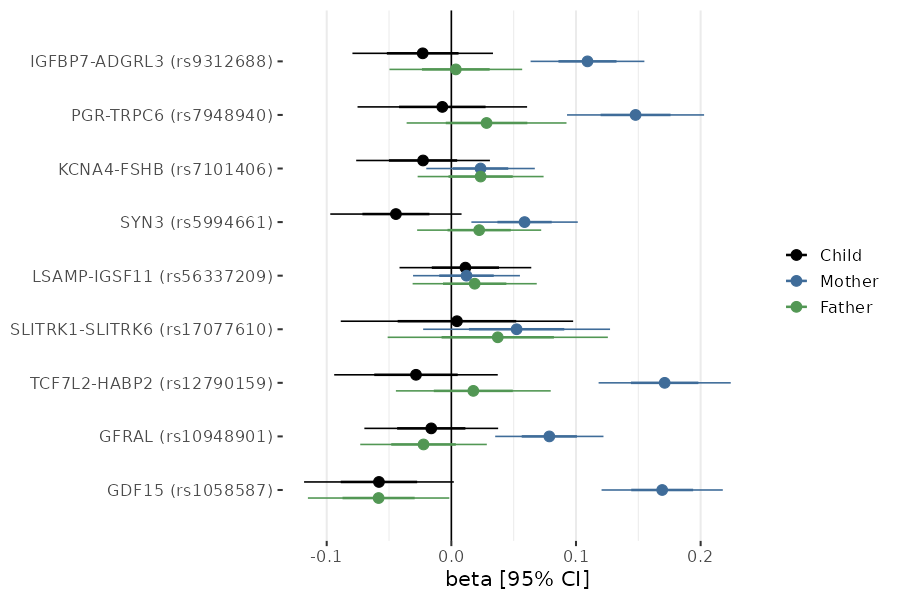 IGFBP7-ADGRL3 (rs9312688)
PGR-TRPC6 (rs7948940)
KCNA4-FSHB (rs7101406)
SYN3 (rs5994661)
LSAMP-IGSF11 (rs56337209)
SLITRK1-SLITRK6 (rs17077610)
TCF7L2-HABP2 (rs12790159)
GFRAL (rs10948901)
GDF15 (rs1058587)
Child
Mother
Father
-0.1 0.0 0.1 0.2
beta [95% CI]